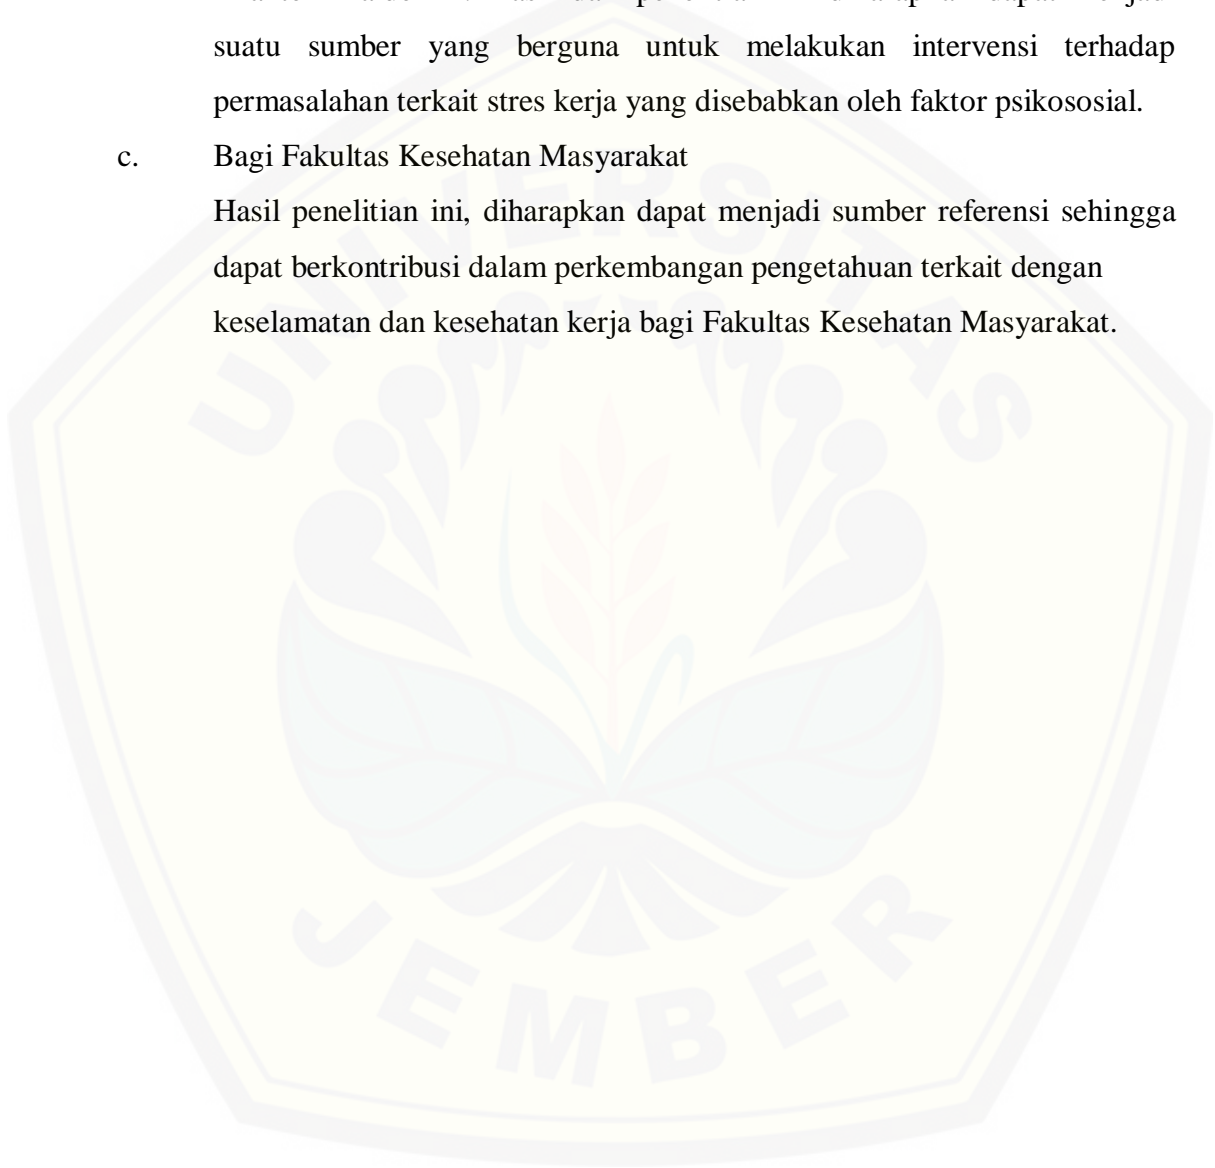 suatu sumber yang berguna untuk melakukan intervensi terhadap
permasalahan terkait stres kerja yang disebabkan oleh faktor psikososial.
c. Bagi Fakultas Kesehatan Masyarakat
Hasil penelitian ini, diharapkan dapat menjadi sumber referensi sehingga
dapat berkontribusi dalam perkembangan pengetahuan terkait dengan
keselamatan dan kesehatan kerja bagi Fakultas Kesehatan Masyarakat.
UNIVERSITAS
JEMBER